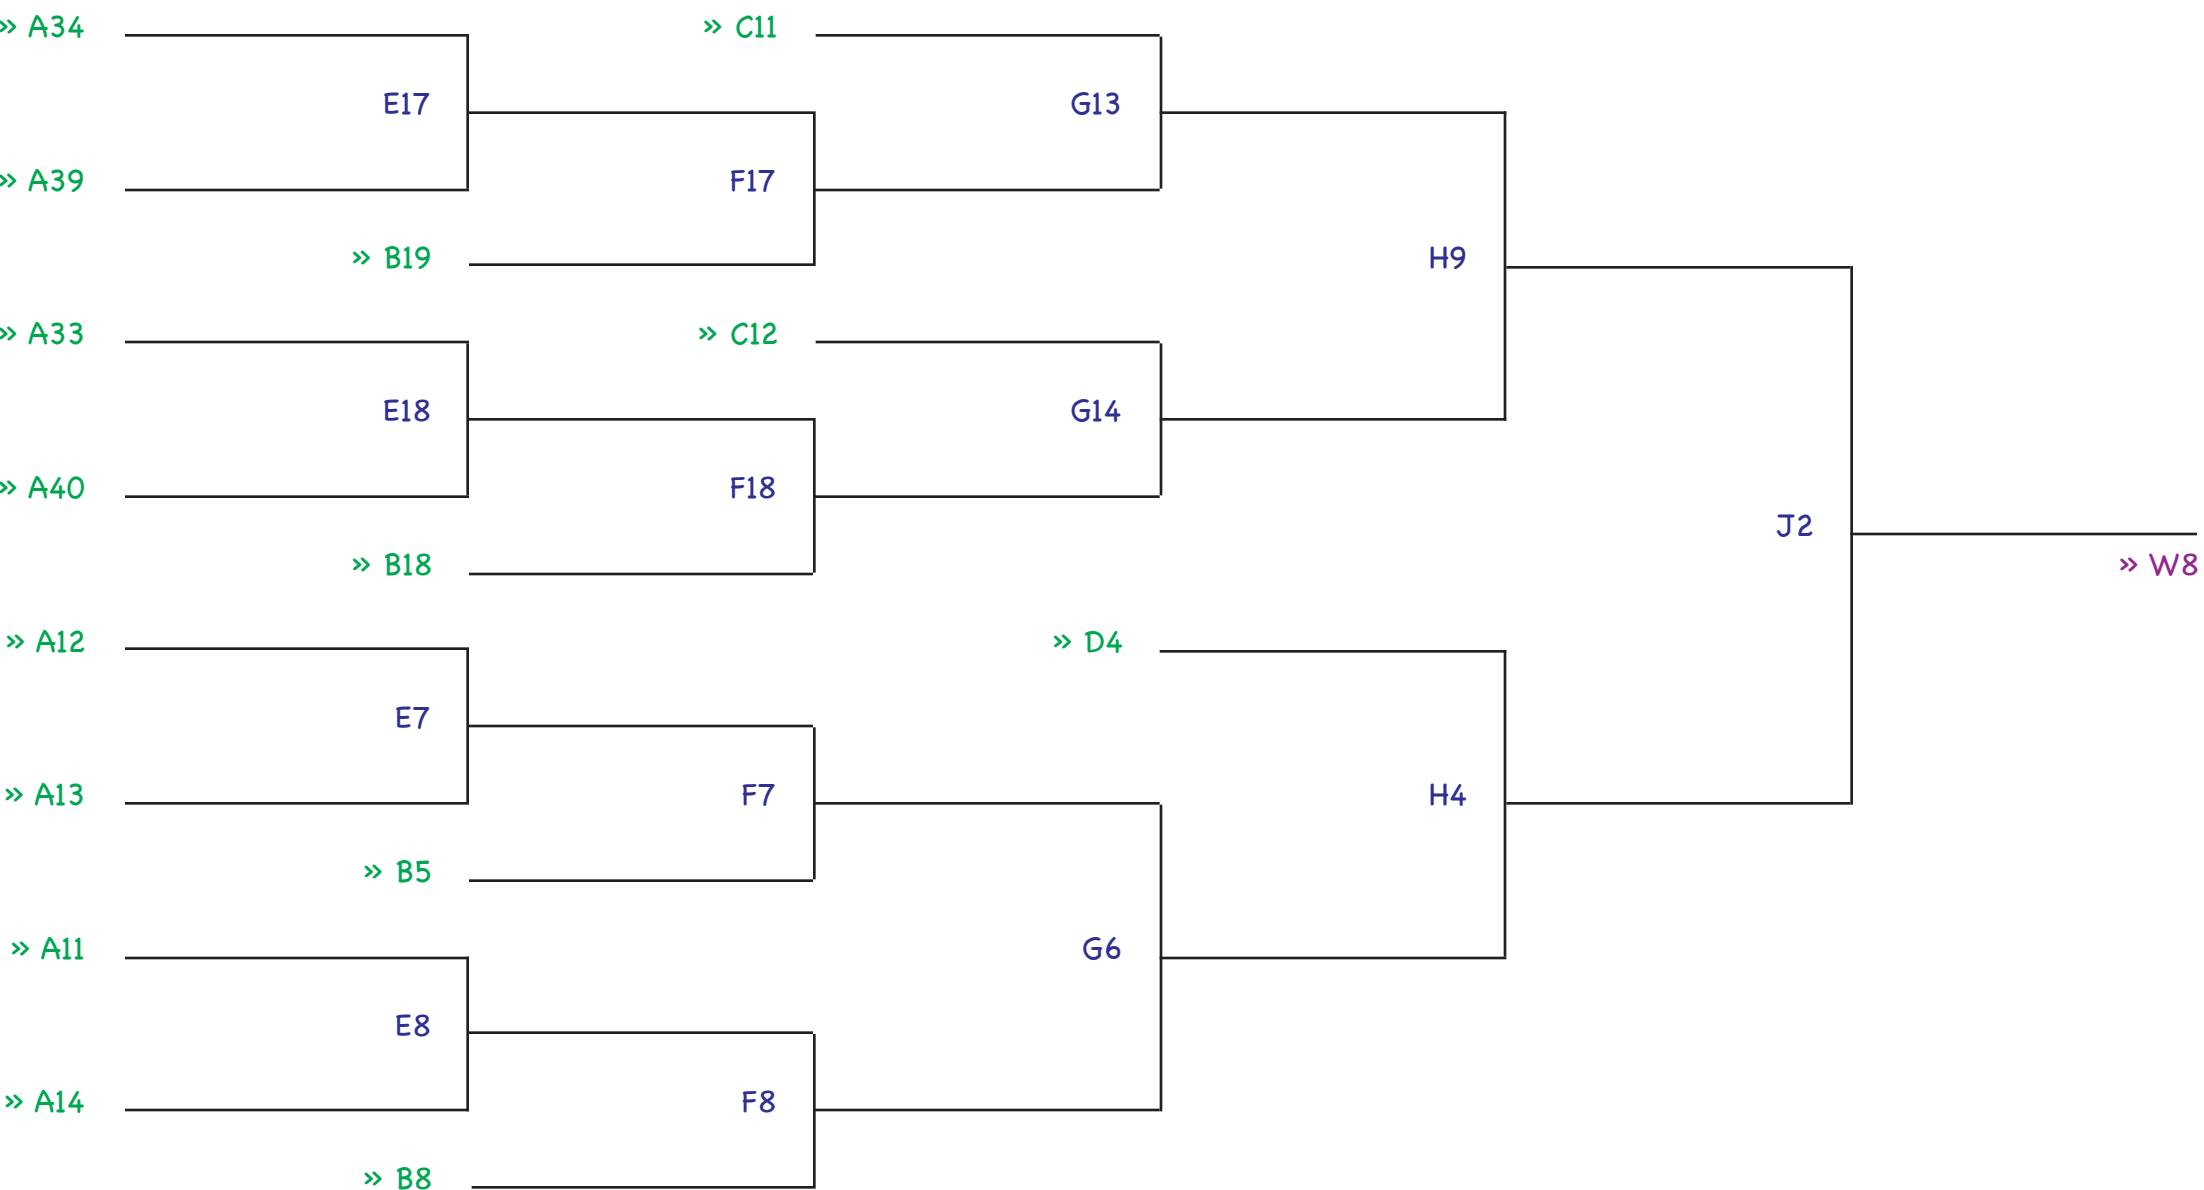 » A34
» C11
E17
G13
» A39
F17
» B19
H9
» A33
» C12
E18
G14
» A40
F18
J2
» B18
» W8
» A12
» D4
E7
» A13
F7
H4
» B5
» A11
G6
E8
» A14
F8
» B8